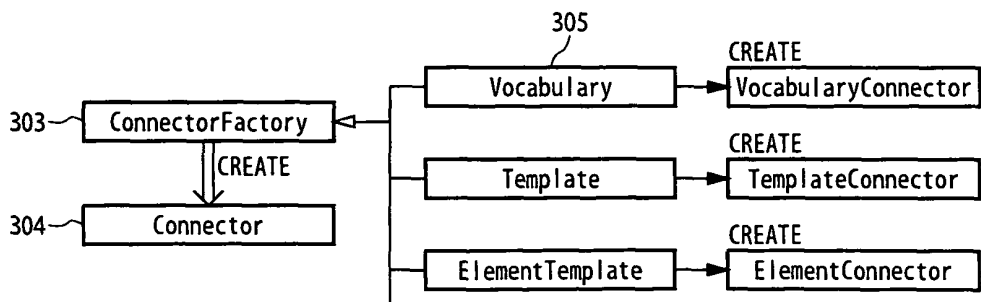 305
CREATE
Vocabulary
VocabularyConnector
303
ConnectorFactory
CREATE
CREATE
Template
TemplateConnector
304
Connector
CREATE
ElementTemplate
ElementConnector